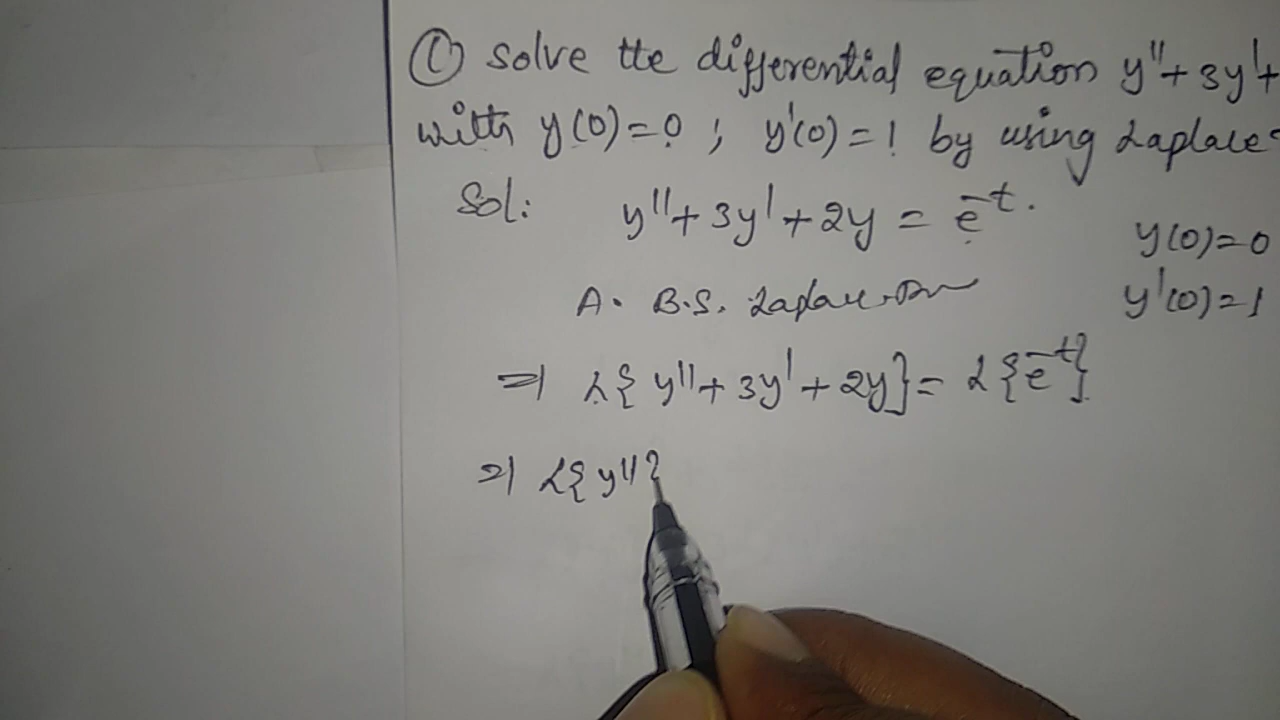 ① Solve the differential equation y''+ 3y'+
with y(0)=0 ; y'(0)=1 by using Laplace
Sol: y''+ 3y'+2y = e^-t.
y(0)=0
A. B.S. Laplace
y'(0)=1
⇒ L{y''+ 3y'+ 2y}= L{e^-t}
⇒ L{y''}